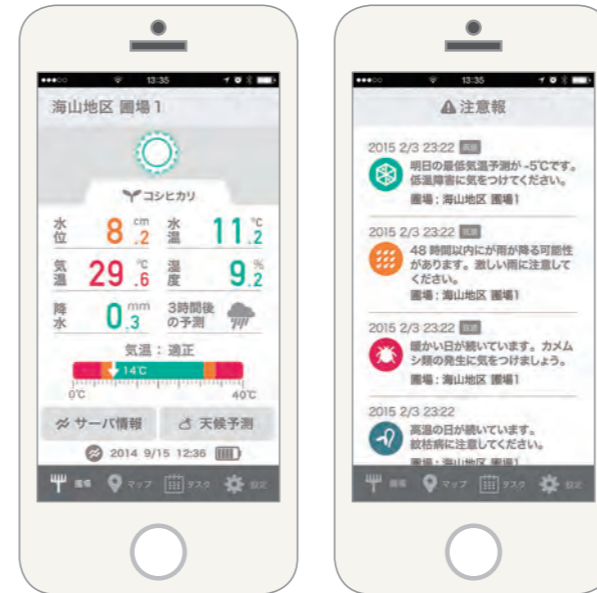 13:35
海山地区 圃場1
コシヒカリ
水位 8.2 cm 水温 11.2 ℃
気温 29.6 ℃ 湿度 9.2 %
降水 0.3 mm 3時間後の予測
気温：適正
14℃
0℃ 40℃
サーバ情報 天候予測
2014 9/15 12:36
圃場 マップ タスク 設定
13:35
注意報
2015 2/3 23:22
明日の最低気温予測が -5℃です。
低温障害に気をつけてください。
圃場：海山地区 圃場1
2015 2/3 23:22
48 時間以内にが雨が降る可能性
があります。激しい雨に注意して
ください。
圃場：海山地区 圃場1
2015 2/3 23:22
暖かい日が続いています。カメム
シ類の発生に気をつけましょう。
圃場：海山地区 圃場1
2015 2/3 23:22
高温の日が続いています。
紋枯病に注意してください。
圃場：海山地区 圃場1
圃場 マップ タスク 設定